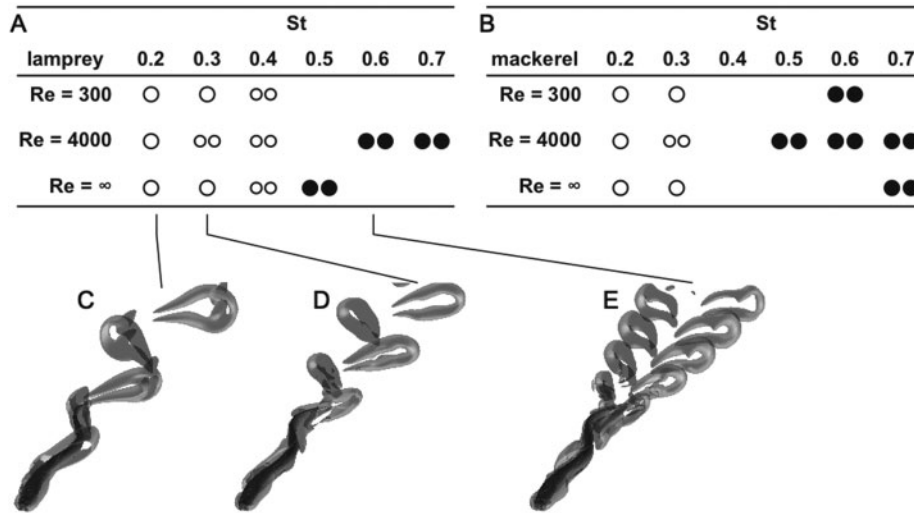 A
St
lamprey 0.2 0.3 0.4 0.5 0.6 0.7
Re = 300
Re = 4000
Re = ∞
B
St
mackerel 0.2 0.3 0.4 0.5 0.6 0.7
Re = 300
Re = 4000
Re = ∞
C
D
E